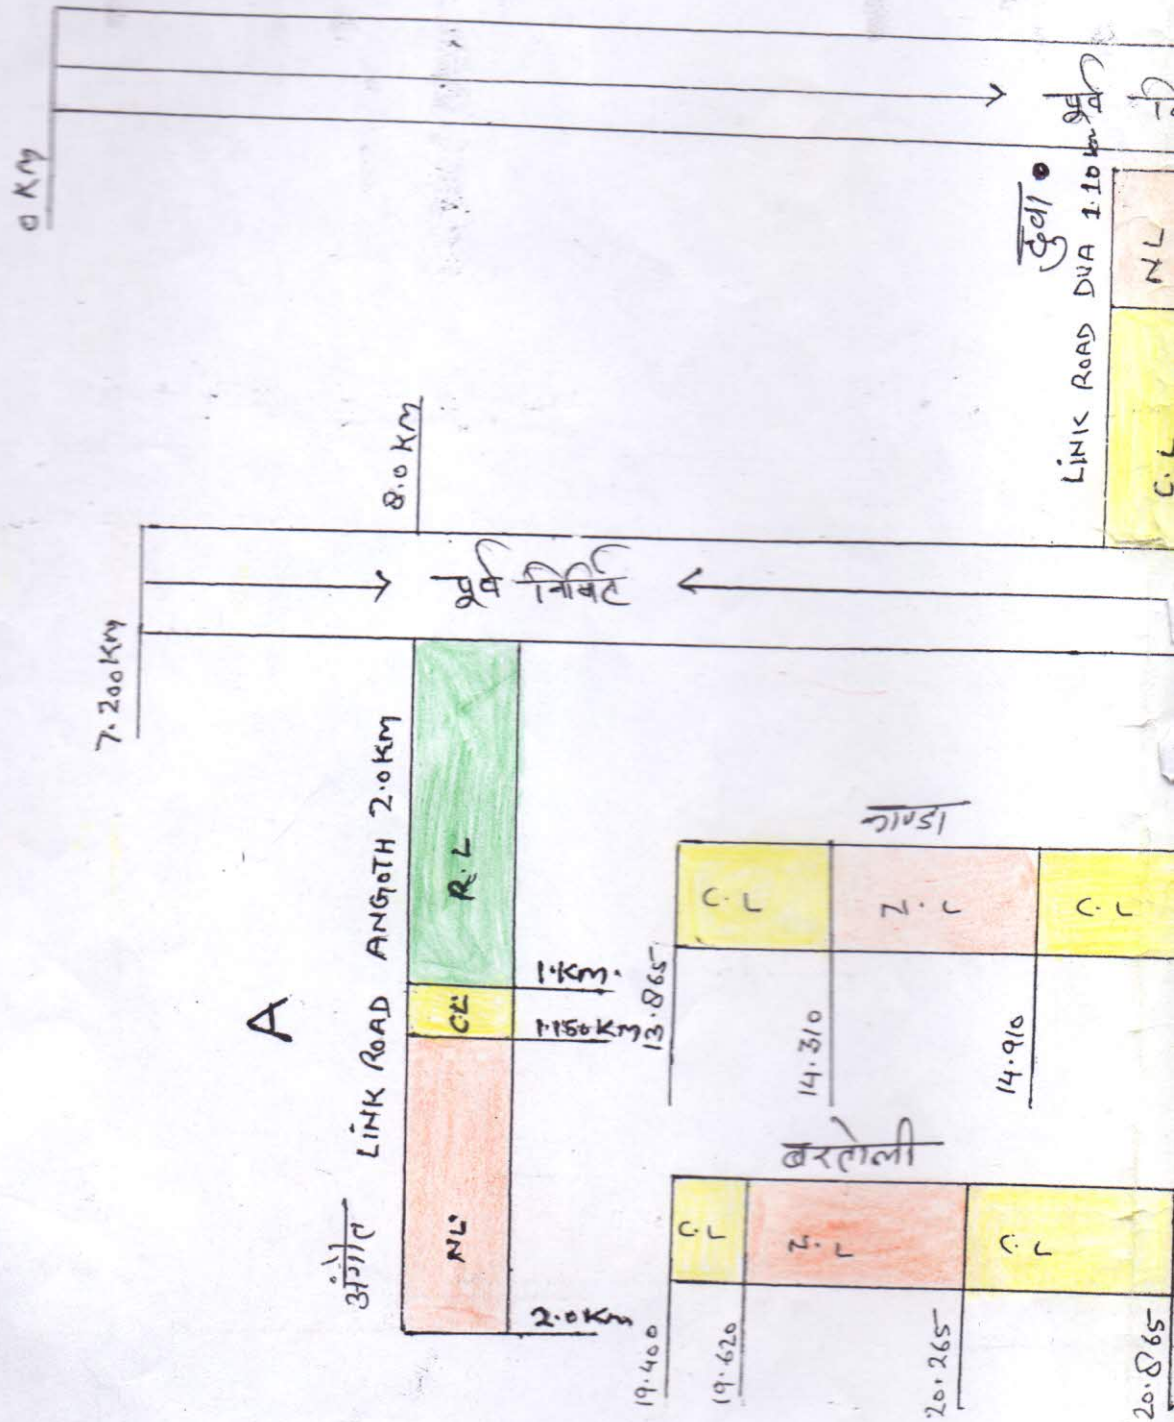 0 KM
दुवा
LINK ROAD DUA 1.10 km
NL
C.L
8.0 KM
पूर्व निर्मित
7.200 KM
LINK ROAD ANGOTH 2.0 KM
R.L
CL
NL
1.KM.
1.150 KM
2.0 KM
A
काण्डा
C.L
N.L
C.L
13.865
14.310
14.910
बरतोली
C.L
N.L
C.L
19.400
19.620
20.265
20.865